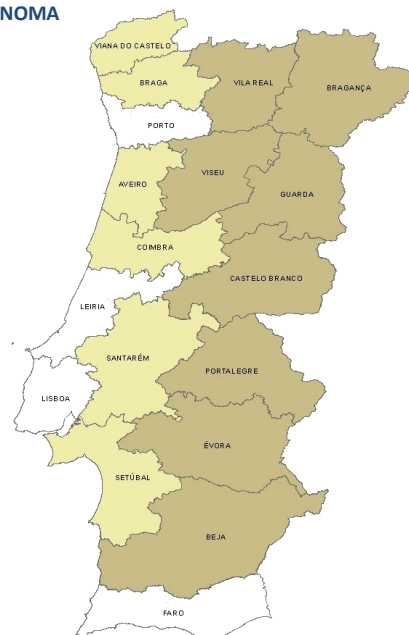 NOMA
VIANA DO CASTELO
BRAGA
VILA REAL
BRAGANÇA
PORTO
AVEIRO
VISEU
GUARDA
COIMBRA
CASTELO BRANCO
LEIRIA
SANTARÉM
PORTALEGRE
LISBOA
ÉVORA
SETÚBAL
BEJA
FARO